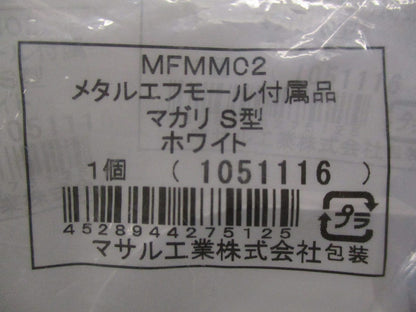 MFMMC2
メタルエフモール付属品
マガリ S型
ホワイト
1個 (1051116)
4528944275125
プラ
マサル工業株式会社包装